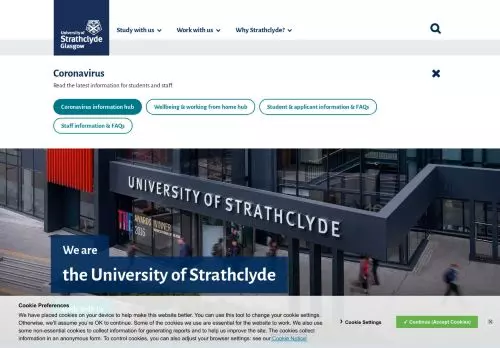 University of
Strathclyde
Glasgow
Study with us
Work with us
Why Strathclyde?
Coronavirus
Read the latest information for students and staff
Coronavirus information hub
Wellbeing & working from home hub
Student & applicant information & FAQs
Staff information & FAQs
UNIVERSITY OF STRATHCLYDE
THE AWARDS WINNER
2016
We are
the University of Strathclyde
Cookie Preferences
We have placed cookies on your device to help make this website better. You can use this tool to change your cookie settings.
Otherwise, we'll assume you're OK to continue. Some of the cookies we use are essential for the website to work. We also use
some non-essential cookies to collect information for generating reports and to help us improve the site. The cookies collect
information in an anonymous form. To control cookies, you can also adjust your browser settings: see our Cookie Notice!
Cookie Settings
✓ Continue (Accept Cookies)